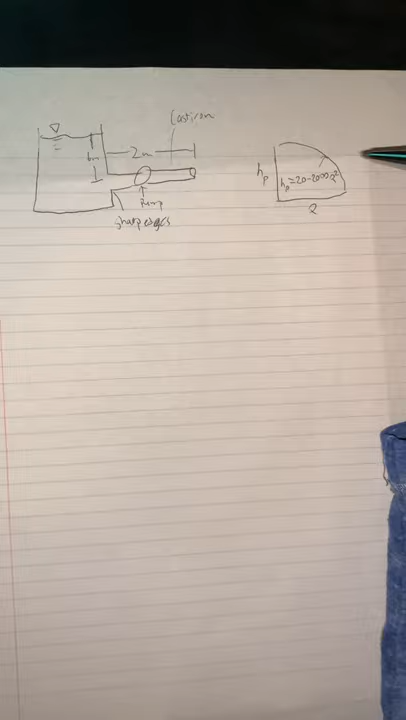 Cast iron
6m
2m
Pump
sharp edges
hp
hp=20-2000Q²
Q